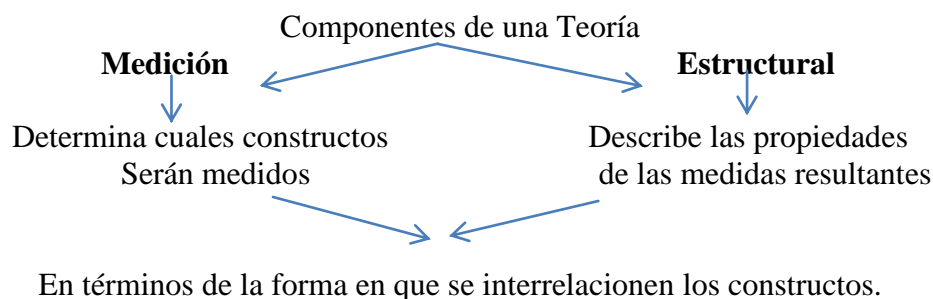 Componentes de una Teoría
Medición
Estructural
Determina cuales constructos
Serán medidos
Describe las propiedades
de las medidas resultantes
En términos de la forma en que se interrelacionen los constructos.